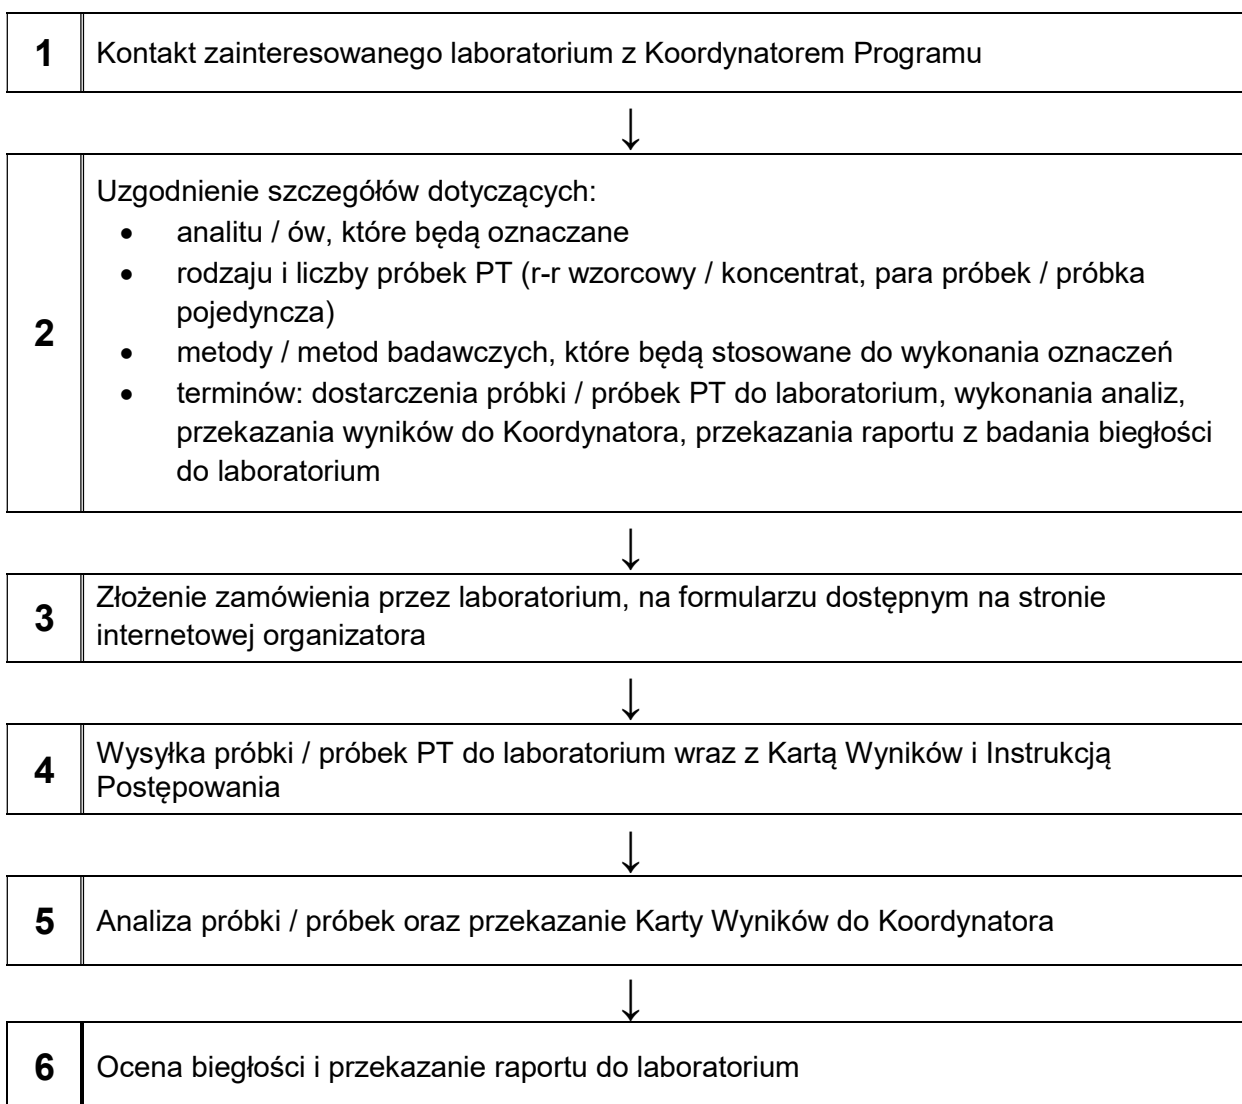 1
Kontakt zainteresowanego laboratorium z Koordynatorem Programu
↓
2
Uzgodnienie szczegółów dotyczących:
• analitu / ów, które będą oznaczane
• rodzaju i liczby próbek PT (r-r wzorcowy / koncentrat, para próbek / próbka
pojedyncza)
• metody / metod badawczych, które będą stosowane do wykonania oznaczeń
• terminów: dostarczenia próbki / próbek PT do laboratorium, wykonania analiz,
przekazania wyników do Koordynatora, przekazania raportu z badania biegłości
do laboratorium
↓
3
Złożenie zamówienia przez laboratorium, na formularzu dostępnym na stronie
internetowej organizatora
↓
4
Wysyłka próbki / próbek PT do laboratorium wraz z Kartą Wyników i Instrukcją
Postępowania
↓
5
Analiza próbki / próbek oraz przekazanie Karty Wyników do Koordynatora
↓
6
Ocena biegłości i przekazanie raportu do laboratorium